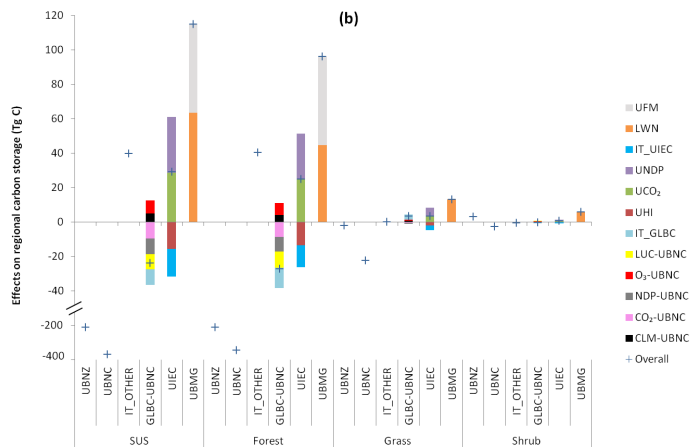 (b)
Effects on regional carbon storage (Tg C)
120
100
80
60
40
20
0
-20
-40
-200
-400
UBNZ
UBNC
IT_OTHER
GLBC-UBNC
UIEC
UBMG
UBNZ
UBNC
IT_OTHER
GLBC-UBNC
UIEC
UBMG
UBNZ
UBNC
IT_OTHER
GLBC-UBNC
UIEC
UBMG
UBNZ
UBNC
IT_OTHER
GLBC-UBNC
UIEC
UBMG
SUS
Forest
Grass
Shrub
UFM
LWN
IT_UIEC
UNDP
UCO₂
UHI
IT_GLBC
LUC-UBNC
O₃-UBNC
NDP-UBNC
CO₂-UBNC
CLM-UBNC
Overall